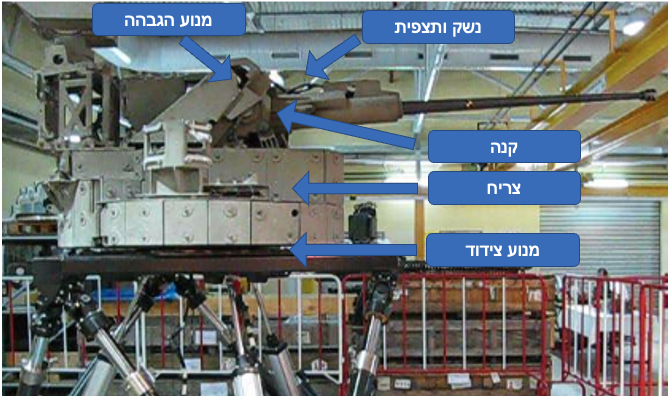 מנוע הגבהה
נשק ותצפית
קנה
צריח
מנוע צידוד